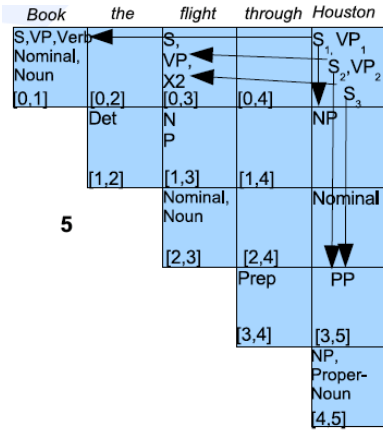 Book the flight through Houston
S,VP,Verb
Nominal,
Noun
[0,1]
[0,2]
S,
VP,
X2
[0,3]
[0,4]
S1, VP1
S2,VP2
S3
Det
[1,2]
N
P
[1,3]
[1,4]
NP
5
Nominal,
Noun
[2,3]
[2,4]
Nominal
Prep
[3,4]
PP
[3,5]
NP,
Proper-
Noun
[4,5]